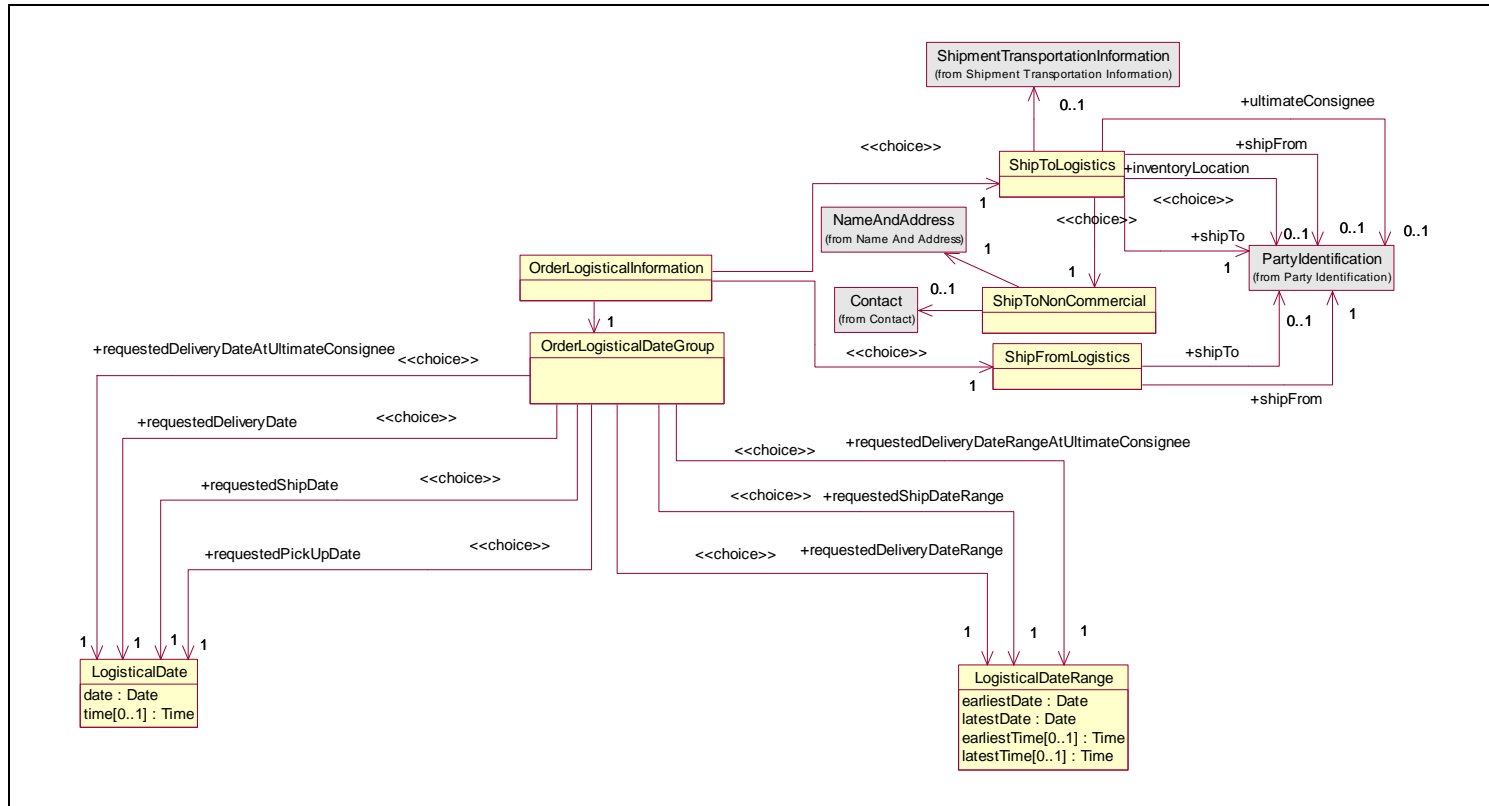 ShipmentTransportationInformation
(from Shipment Transportation Information)
0..1
+ultimateConsignee
<<choice>>
+shipFrom
ShipToLogistics
+inventoryLocation
1
<<choice>>
<<choice>>
NameAndAddress
(from Name And Address)
+shipTo
0..1
0..1
0..1
1
1
PartyIdentification
(from Party Identification)
OrderLogisticalInformation
1
0..1
ShipToNonCommercial
Contact
(from Contact)
1
0..1
1
OrderLogisticalDateGroup
+requestedDeliveryDateAtUltimateConsignee
<<choice>>
<<choice>>
ShipFromLogistics
+shipTo
1
+shipFrom
+requestedDeliveryDate
<<choice>>
+requestedDeliveryDateRangeAtUltimateConsignee
<<choice>>
+requestedShipDate
<<choice>>
<<choice>>
+requestedShipDateRange
+requestedPickUpDate
<<choice>>
<<choice>>
+requestedDeliveryDateRange
1
1
1
1
1
1
1
LogisticalDate
date : Date
time[0..1] : Time
LogisticalDateRange
earliestDate : Date
latestDate : Date
earliestTime[0..1] : Time
latestTime[0..1] : Time